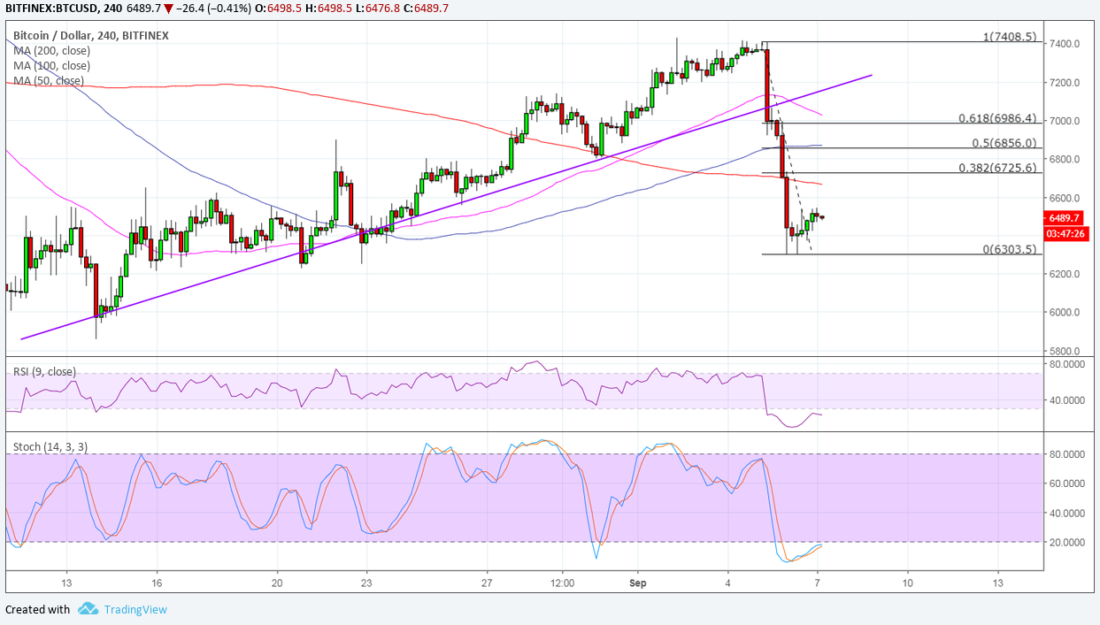 BITFINEX:BTCUSD, 240 6489.7 ▼ −26.4 (−0.41%) O:6498.5 H:6498.5 L:6476.8 C:6489.7
Bitcoin / Dollar, 240, BITFINEX
MA (200, close)
MA (100, close)
MA (50, close)
1(7408.5)
0.618(6986.4)
0.5(6856.0)
0.382(6725.6)
0(6303.5)
7400.0
7200.0
7000.0
6800.0
6600.0
6489.7
03:47:26
6200.0
6000.0
5800.0
RSI (9, close)
80.0000
40.0000
Stoch (14, 3, 3)
80.0000
60.0000
40.0000
20.0000
13 16 20 23 27 12:00 Sep 4 7 10 13
Created with TradingView